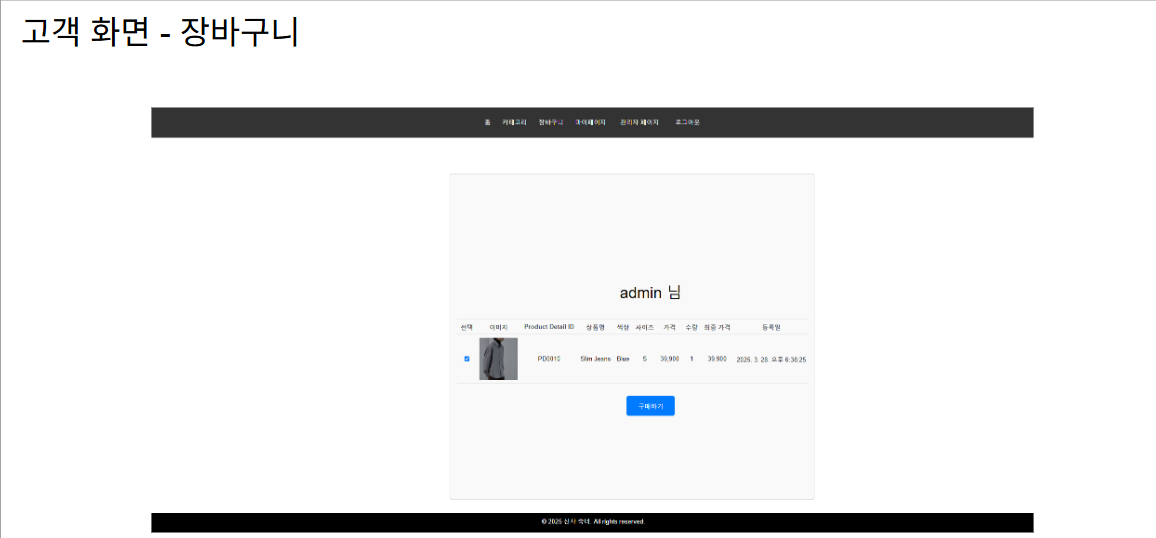 고객 화면 - 장바구니
홈 카테고리 장바구니 마이페이지 관리자 페이지 로그아웃
admin 님
선택 이미지 Product Detail ID 상품명 색상 사이즈 가격 수량 최종 가격 등록일
PD0010 Slim Jeans Blue S 39,900 1 39,900 2025. 3. 28. 오후 6:38:25
구매하기
© 2025 신사 숙녀. All rights reserved.